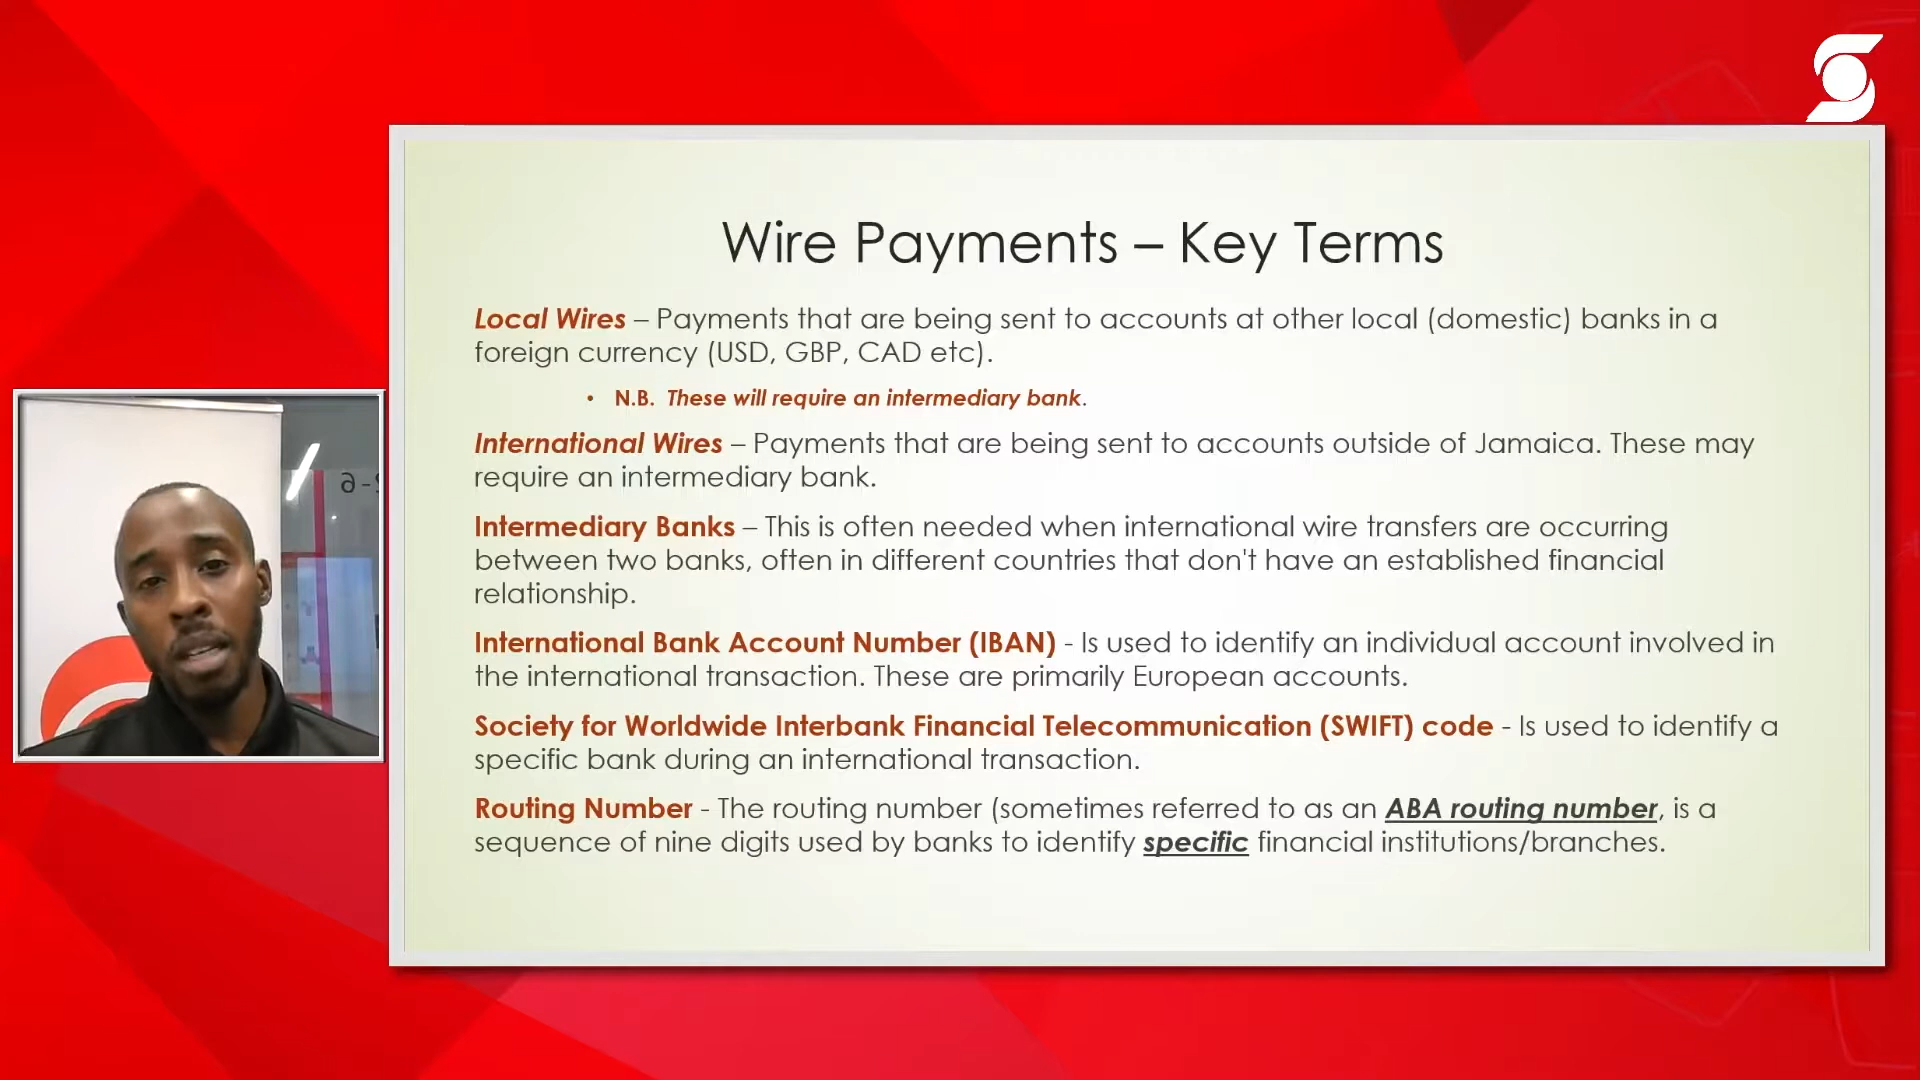 Wire Payments – Key Terms
Local Wires – Payments that are being sent to accounts at other local (domestic) banks in a
foreign currency (USD, GBP, CAD etc).
• N.B. These will require an intermediary bank.
International Wires – Payments that are being sent to accounts outside of Jamaica. These may
require an intermediary bank.
Intermediary Banks – This is often needed when international wire transfers are occurring
between two banks, often in different countries that don't have an established financial
relationship.
International Bank Account Number (IBAN) - Is used to identify an individual account involved in
the international transaction. These are primarily European accounts.
Society for Worldwide Interbank Financial Telecommunication (SWIFT) code - Is used to identify a
specific bank during an international transaction.
Routing Number - The routing number (sometimes referred to as an ABA routing number, is a
sequence of nine digits used by banks to identify specific financial institutions/branches.